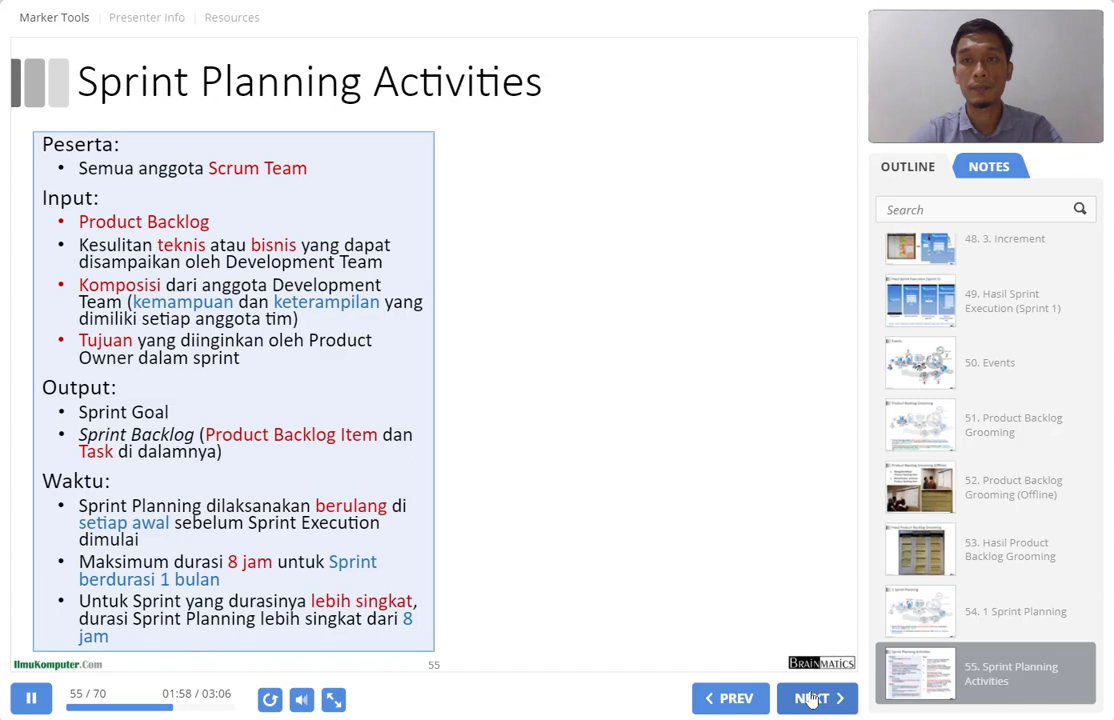 Marker Tools | Presenter Info | Resources
Sprint Planning Activities
Peserta:
• Semua anggota Scrum Team
Input:
• Product Backlog
• Kesulitan teknis atau bisnis yang dapat
disampaikan oleh Development Team
• Komposisi dari anggota Development
Team (kemampuan dan keterampilan yang
dimiliki setiap anggota tim)
• Tujuan yang diinginkan oleh Product
Owner dalam sprint
Output:
• Sprint Goal
• Sprint Backlog (Product Backlog Item dan
Task di dalamnya)
Waktu:
• Sprint Planning dilaksanakan berulang di
setiap awal sebelum Sprint Execution
dimulai
• Maksimum durasi 8 jam untuk Sprint
berdurasi 1 bulan
• Untuk Sprint yang durasinya lebih singkat,
durasi Sprint Planning lebih singkat dari 8
jam
IlmuKomputer.Com
55
BRAINMATICS
OUTLINE
NOTES
Search
48. 3. Increment
49. Hasil Sprint
Execution (Sprint 1)
50. Events
51. Product Backlog
Grooming
52. Product Backlog
Grooming (Offline)
53. Hasil Product
Backlog Grooming
54. 1 Sprint Planning
55. Sprint Planning
Activities
55 / 70
01:58 / 03:06
PREV
NEXT